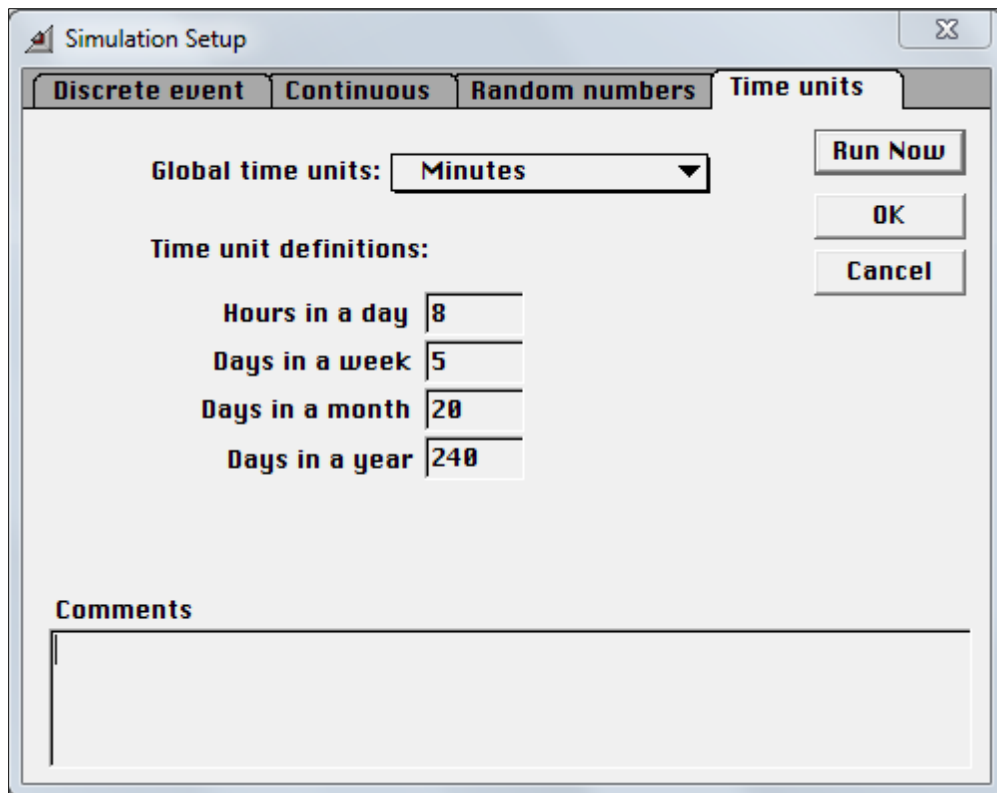 Simulation Setup
Discrete event Continuous Random numbers Time units
Run Now
Global time units: Minutes
OK
Time unit definitions:
Cancel
Hours in a day 8
Days in a week 5
Days in a month 20
Days in a year 240
Comments